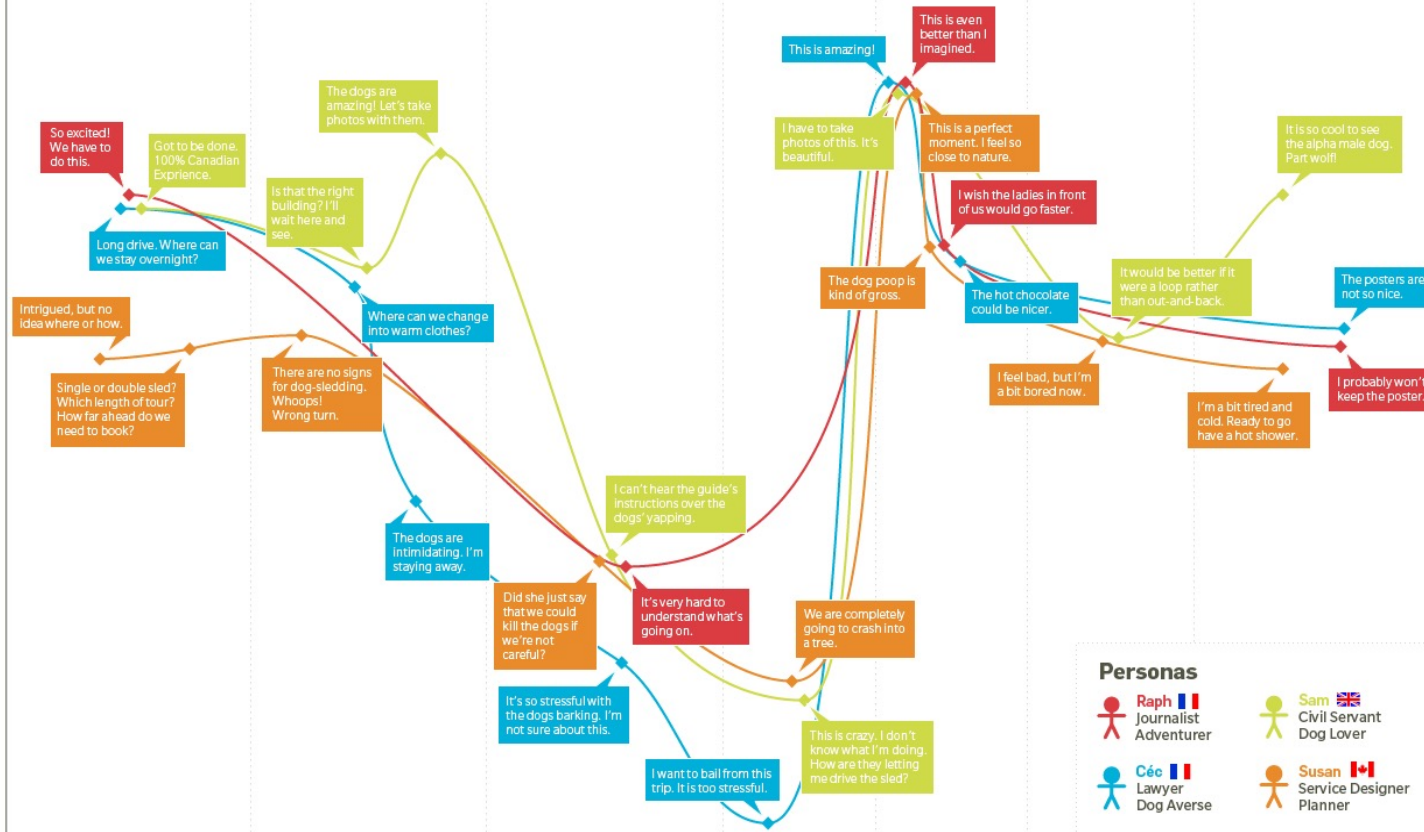 This is even
better than I
imagined.
This is amazing!
The dogs are
amazing! Let's take
photos with them.
So excited!
We have to
do this.
Got to be done.
100% Canadian
Exprience.
I have to take
photos of this. It's
beautiful.
This is a perfect
moment. I feel so
close to nature.
It is so cool to see
the alpha male dog.
Part wolf!
Is that the right
building? I'll
wait here and
see.
I wish the ladies in front
of us would go faster.
Long drive. Where can
we stay overnight?
The dog poop is
kind of gross.
The hot chocolate
could be nicer.
It would be better if it
were a loop rather
than out-and-back.
The posters are
not so nice.
Intrigued, but no
idea where or how.
Where can we change
into warm clothes?
Single or double sled?
Which length of tour?
How far ahead do we
need to book?
There are no signs
for dog-sledding.
Whoops!
Wrong turn.
I feel bad, but I'm
a bit bored now.
I'm a bit tired and
cold. Ready to go
have a hot shower.
I probably won't
keep the poster.
I can't hear the guide's
instructions over the
dogs' yapping.
The dogs are
intimidating. I'm
staying away.
Did she just say
that we could
kill the dogs if
we're not
careful?
It's very hard to
understand what's
going on.
We are completely
going to crash into
a tree.
It's so stressful with
the dogs barking. I'm
not sure about this.
This is crazy. I don't
know what I'm doing.
How are they letting
me drive the sled?
I want to bail from this
trip. It is too stressful.
Personas
Raph
Journalist
Adventurer
Sam
Civil Servant
Dog Lover
Céc
Lawyer
Dog Averse
Susan
Service Designer
Planner